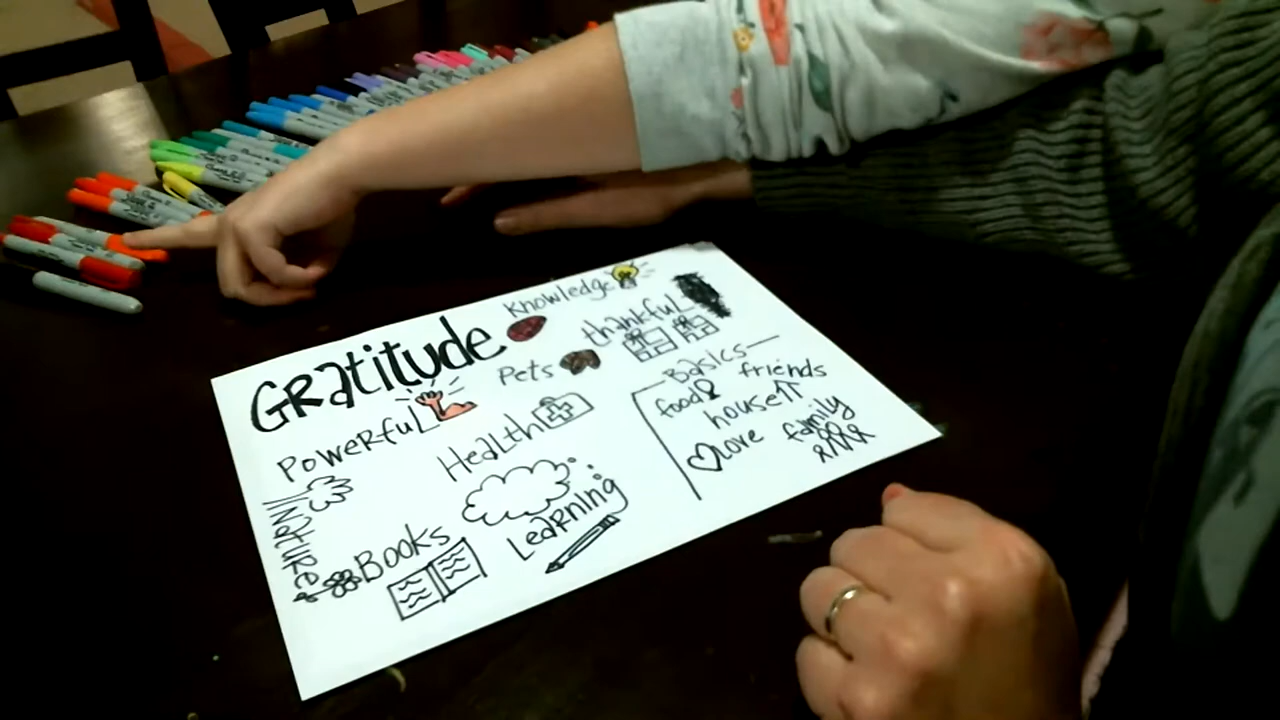 Gratitude
Knowledge
thankful
Pets
Powerful
Health
Basics
food
friends
house
Love
family
Nature
Books
Learning